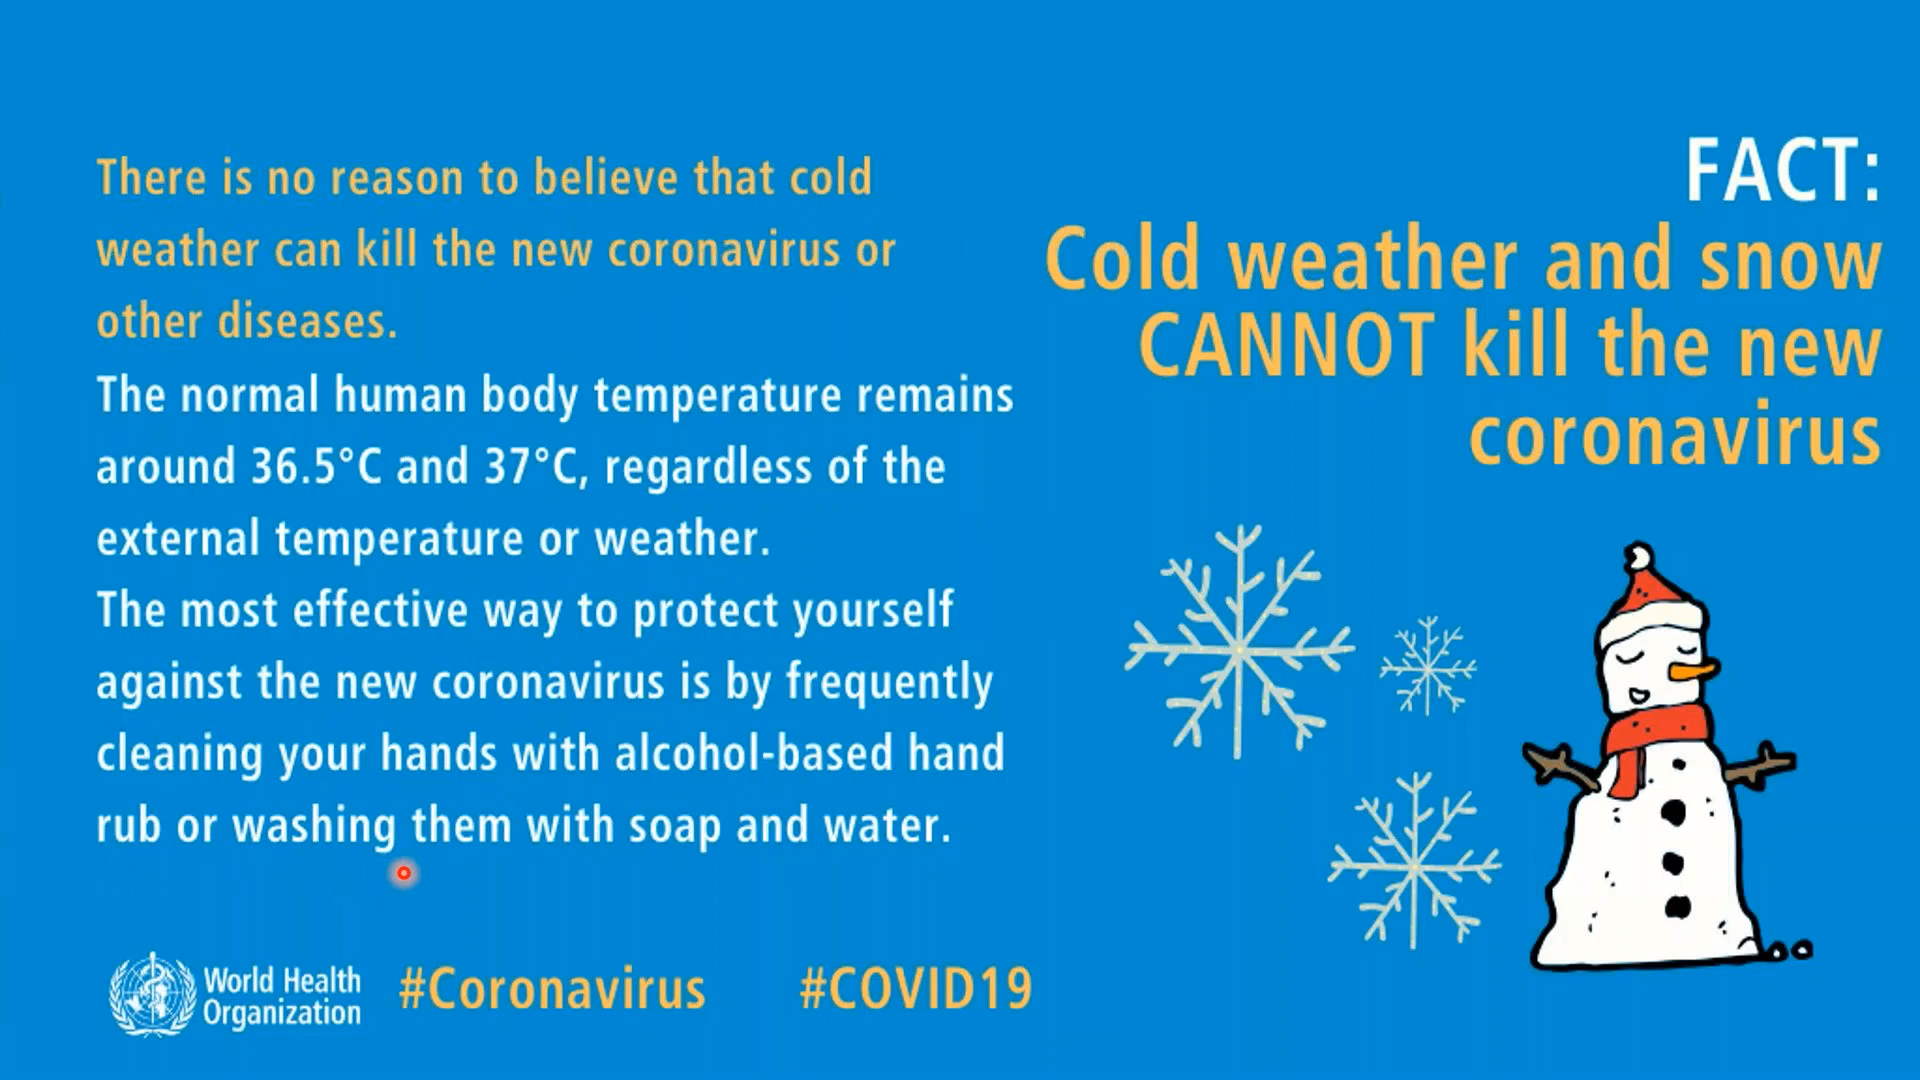 There is no reason to believe that cold
weather can kill the new coronavirus or
other diseases.
The normal human body temperature remains
around 36.5°C and 37°C, regardless of the
external temperature or weather.
The most effective way to protect yourself
against the new coronavirus is by frequently
cleaning your hands with alcohol-based hand
rub or washing them with soap and water.
FACT:
Cold weather and snow
CANNOT kill the new
coronavirus
World Health
Organization
#Coronavirus #COVID19